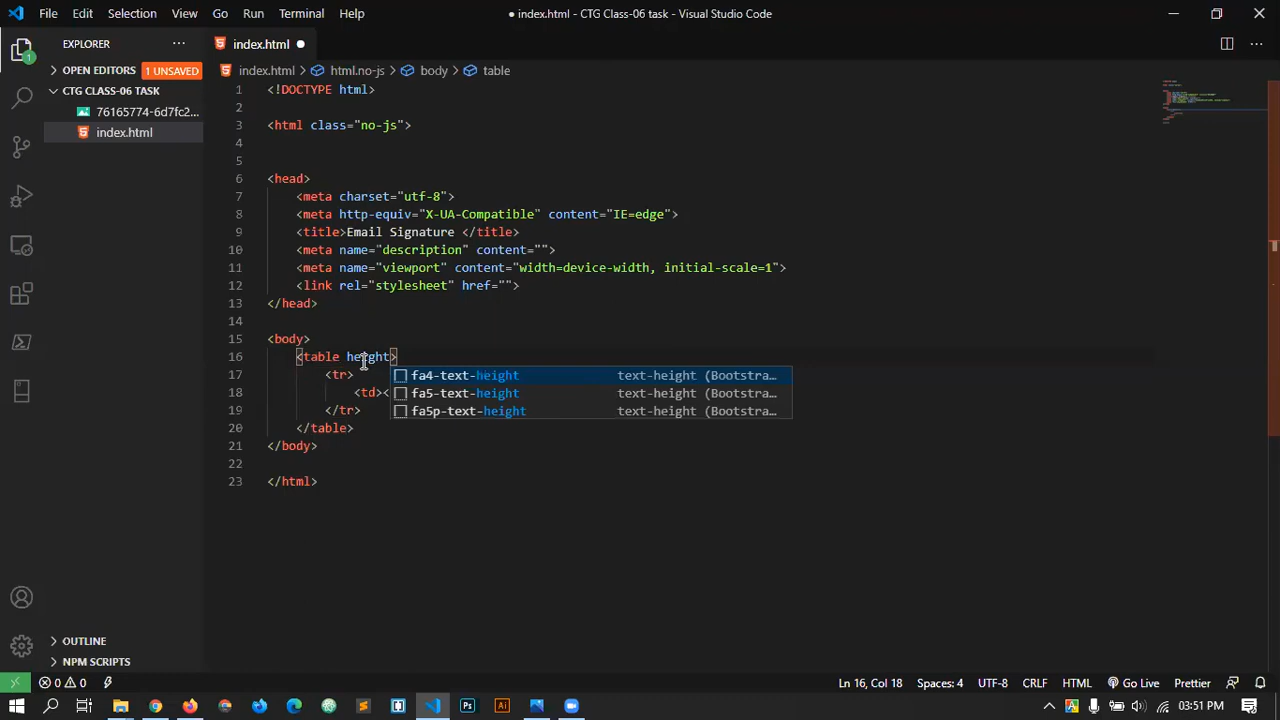 File Edit Selection View Go Run Terminal Help
● index.html - CTG Class-06 task - Visual Studio Code
EXPLORER
OPEN EDITORS 1 UNSAVED
CTG CLASS-06 TASK
76165774-6d7fc2...
index.html
1
index.html
index.html > html.no-js > body > table
1 <!DOCTYPE html>
2
3 <html class="no-js">
4
5
6 <head>
7 <meta charset="utf-8">
8 <meta http-equiv="X-UA-Compatible" content="IE=edge">
9 <title>Email Signature </title>
10 <meta name="description" content="">
11 <meta name="viewport" content="width=device-width, initial-scale=1">
12 <link rel="stylesheet" href="">
13 </head>
14
15 <body>
16 <table height>
17 <tr>
18 <td><
19 </tr>
20 </table>
21 </body>
22
23 </html>
fa4-text-height text-height (Bootstra...
fa5-text-height text-height (Bootstra...
fa5p-text-height text-height (Bootstra...
OUTLINE
NPM SCRIPTS
0 0 Ln 16, Col 18 Spaces: 4 UTF-8 CRLF HTML Go Live Prettier
Ps Ai 03:51 PM